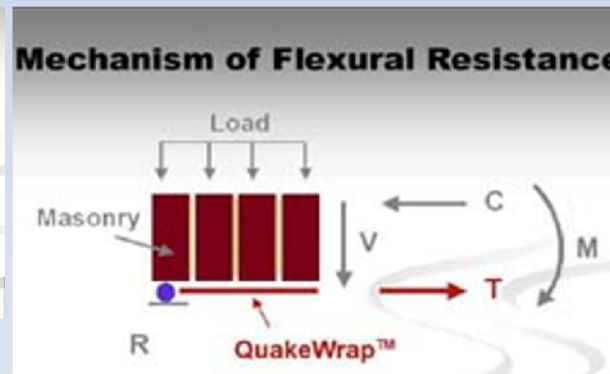 Mechanism of Flexural Resistance
Load
Masonry
C
V
M
T
R
QuakeWrap™